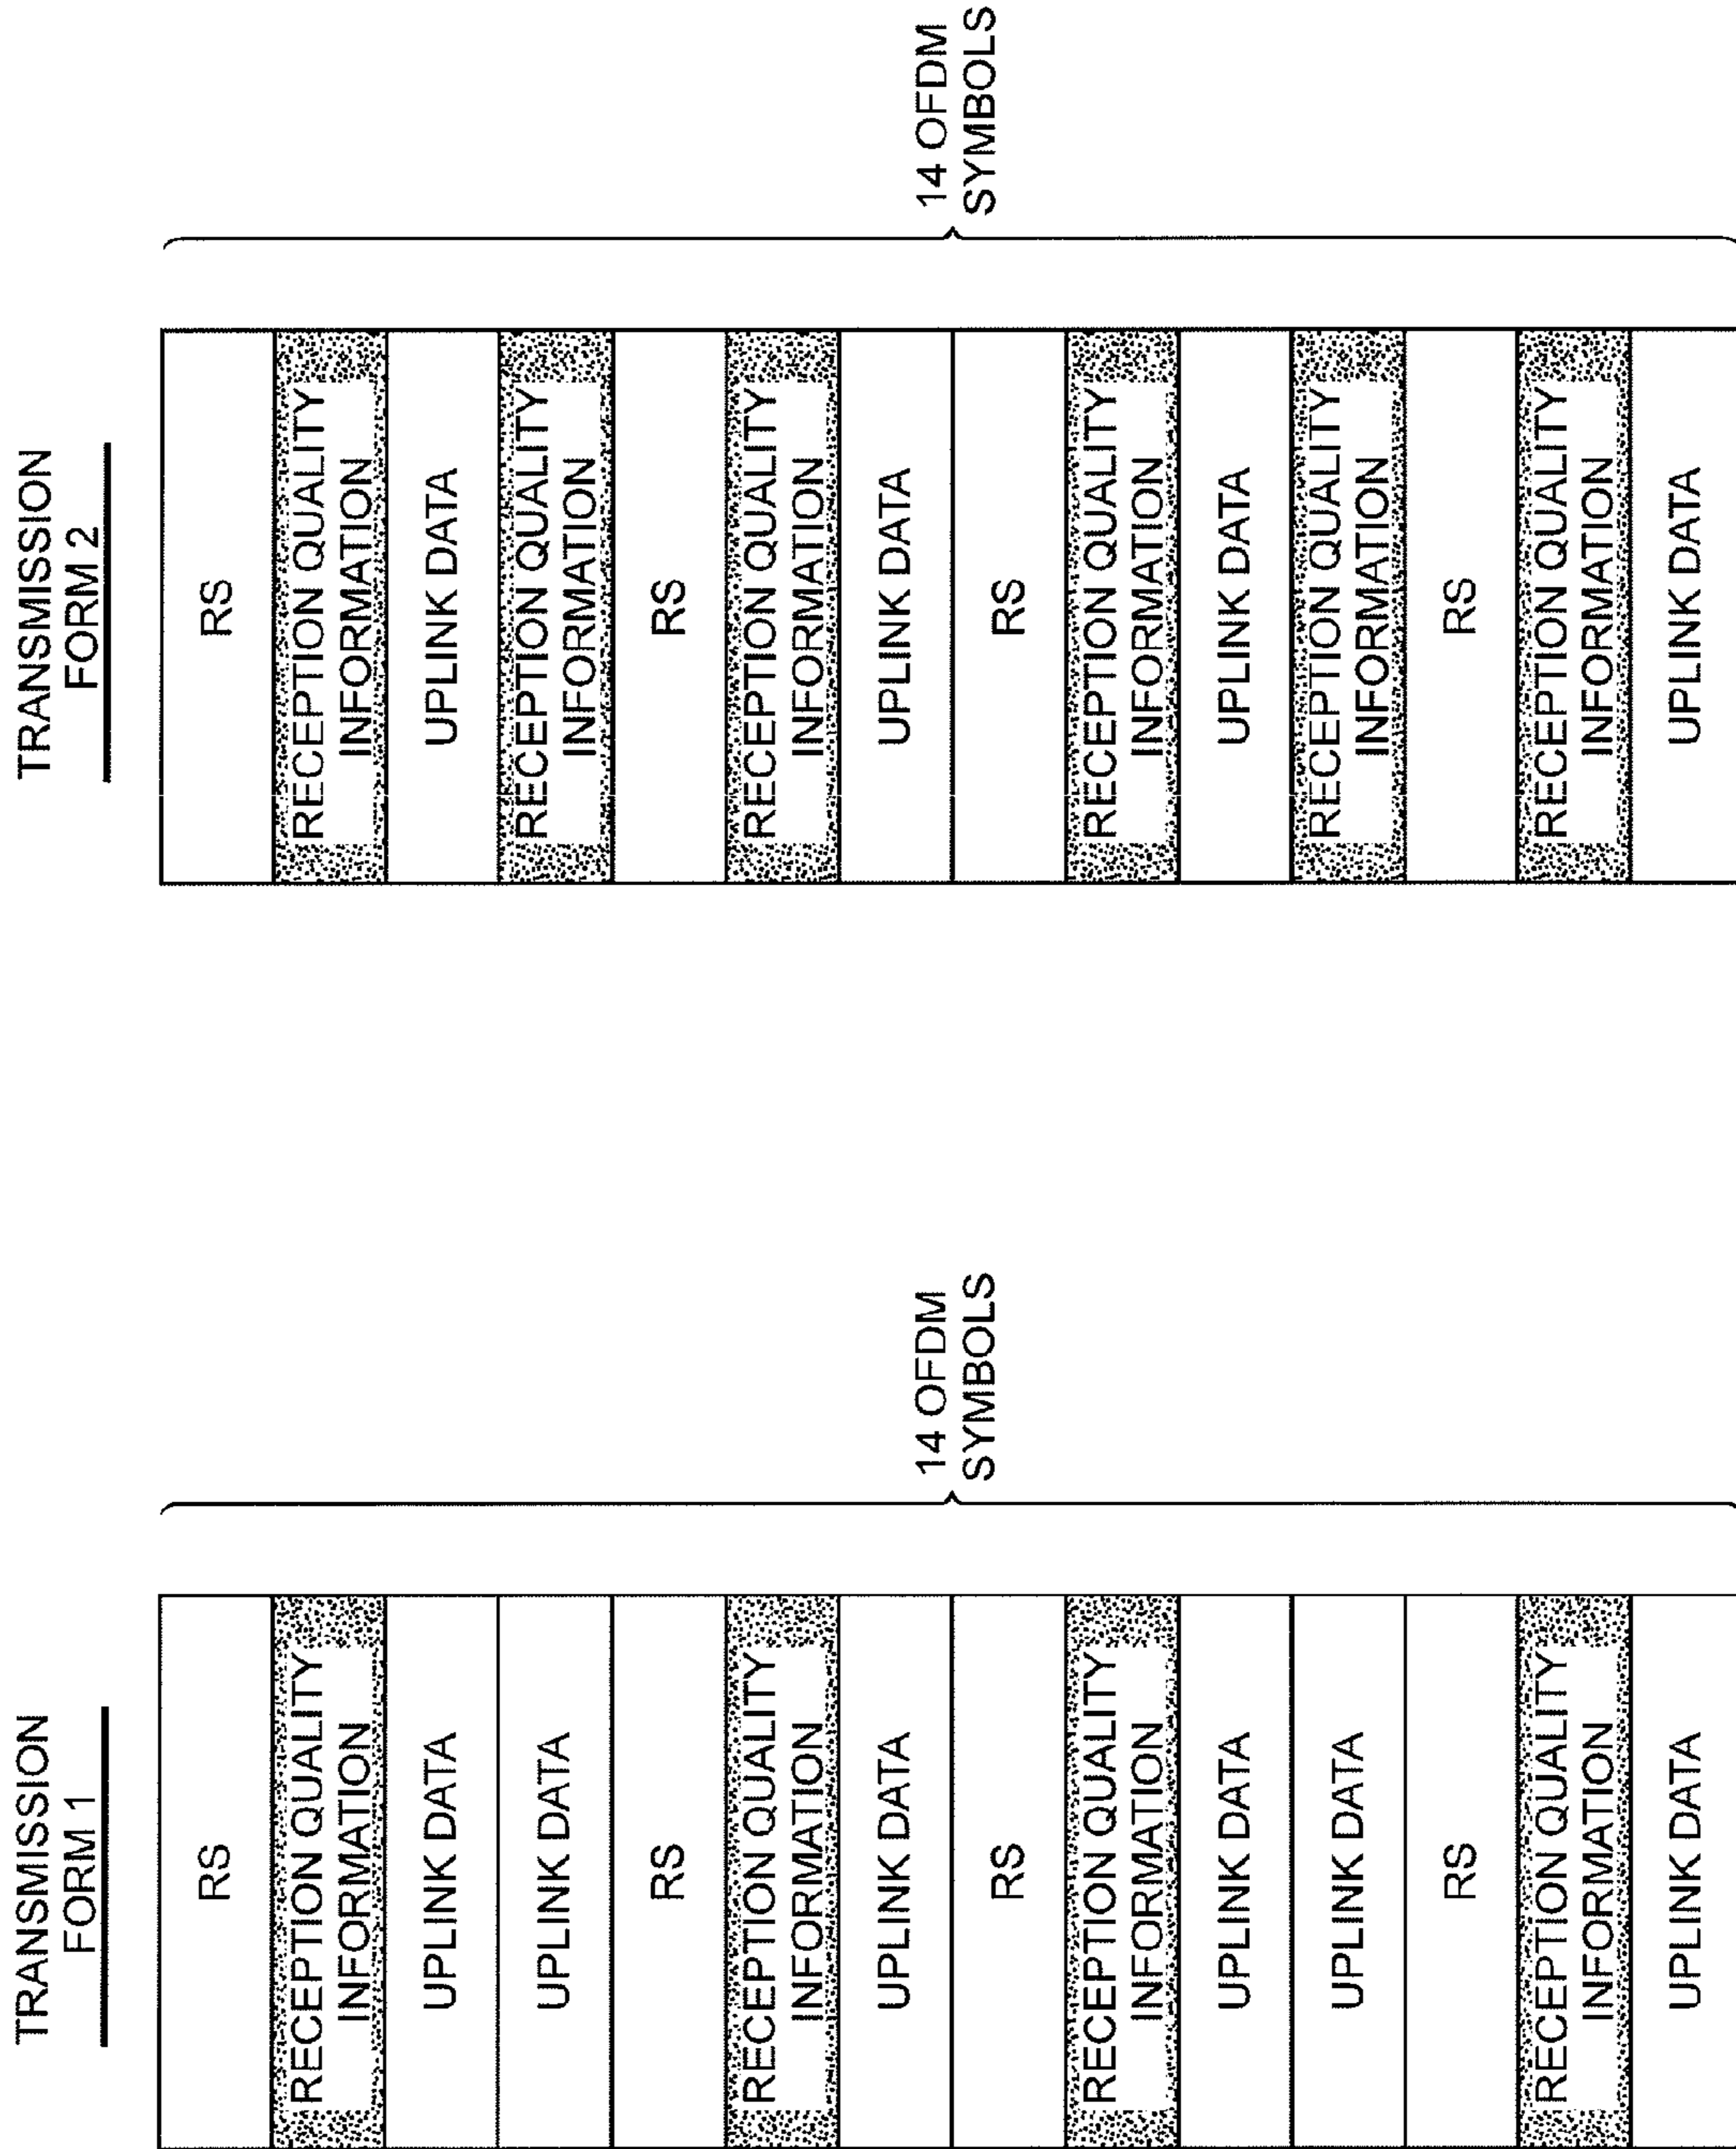 TRANSMISSION
FORM 1
RS
RECEPTION QUALITY
INFORMATION
UPLINK DATA
UPLINK DATA
RS
RECEPTION QUALITY
INFORMATION
UPLINK DATA
RS
RECEPTION QUALITY
INFORMATION
UPLINK DATA
UPLINK DATA
RS
RECEPTION QUALITY
INFORMATION
UPLINK DATA
14 OFDM
SYMBOLS
TRANSMISSION
FORM 2
RS
RECEPTION QUALITY
INFORMATION
UPLINK DATA
RECEPTION QUALITY
INFORMATION
RS
RECEPTION QUALITY
INFORMATION
UPLINK DATA
RS
RECEPTION QUALITY
INFORMATION
UPLINK DATA
RECEPTION QUALITY
INFORMATION
RS
RECEPTION QUALITY
INFORMATION
UPLINK DATA
14 OFDM
SYMBOLS